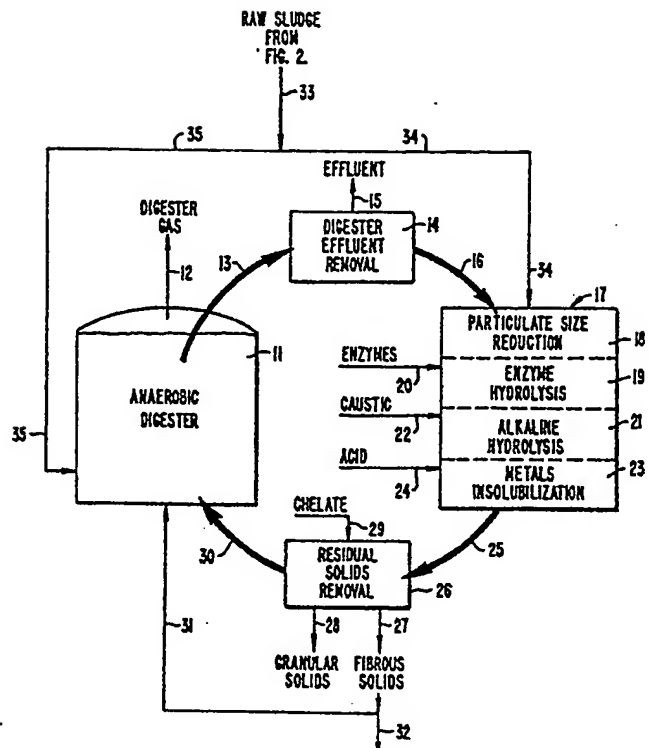 RAW SLUDGE
FROM
FIG. 2.
33
35
34
EFFLUENT
15
DIGESTER
GAS
12
13
DIGESTER
EFFLUENT
REMOVAL
14
16
34
17
PARTICULATE SIZE
REDUCTION
18
ENZYMES
20
ENZYME
HYDROLYSIS
19
CAUSTIC
22
ALKALINE
HYDROLYSIS
21
ACID
24
METALS
INSOLUBILIZATION
23
11
ANAEROBIC
DIGESTER
35
CHELATE
29
30
RESIDUAL
SOLIDS
REMOVAL
26
25
31
28
27
GRANULAR
SOLIDS
FIBROUS
SOLIDS
32